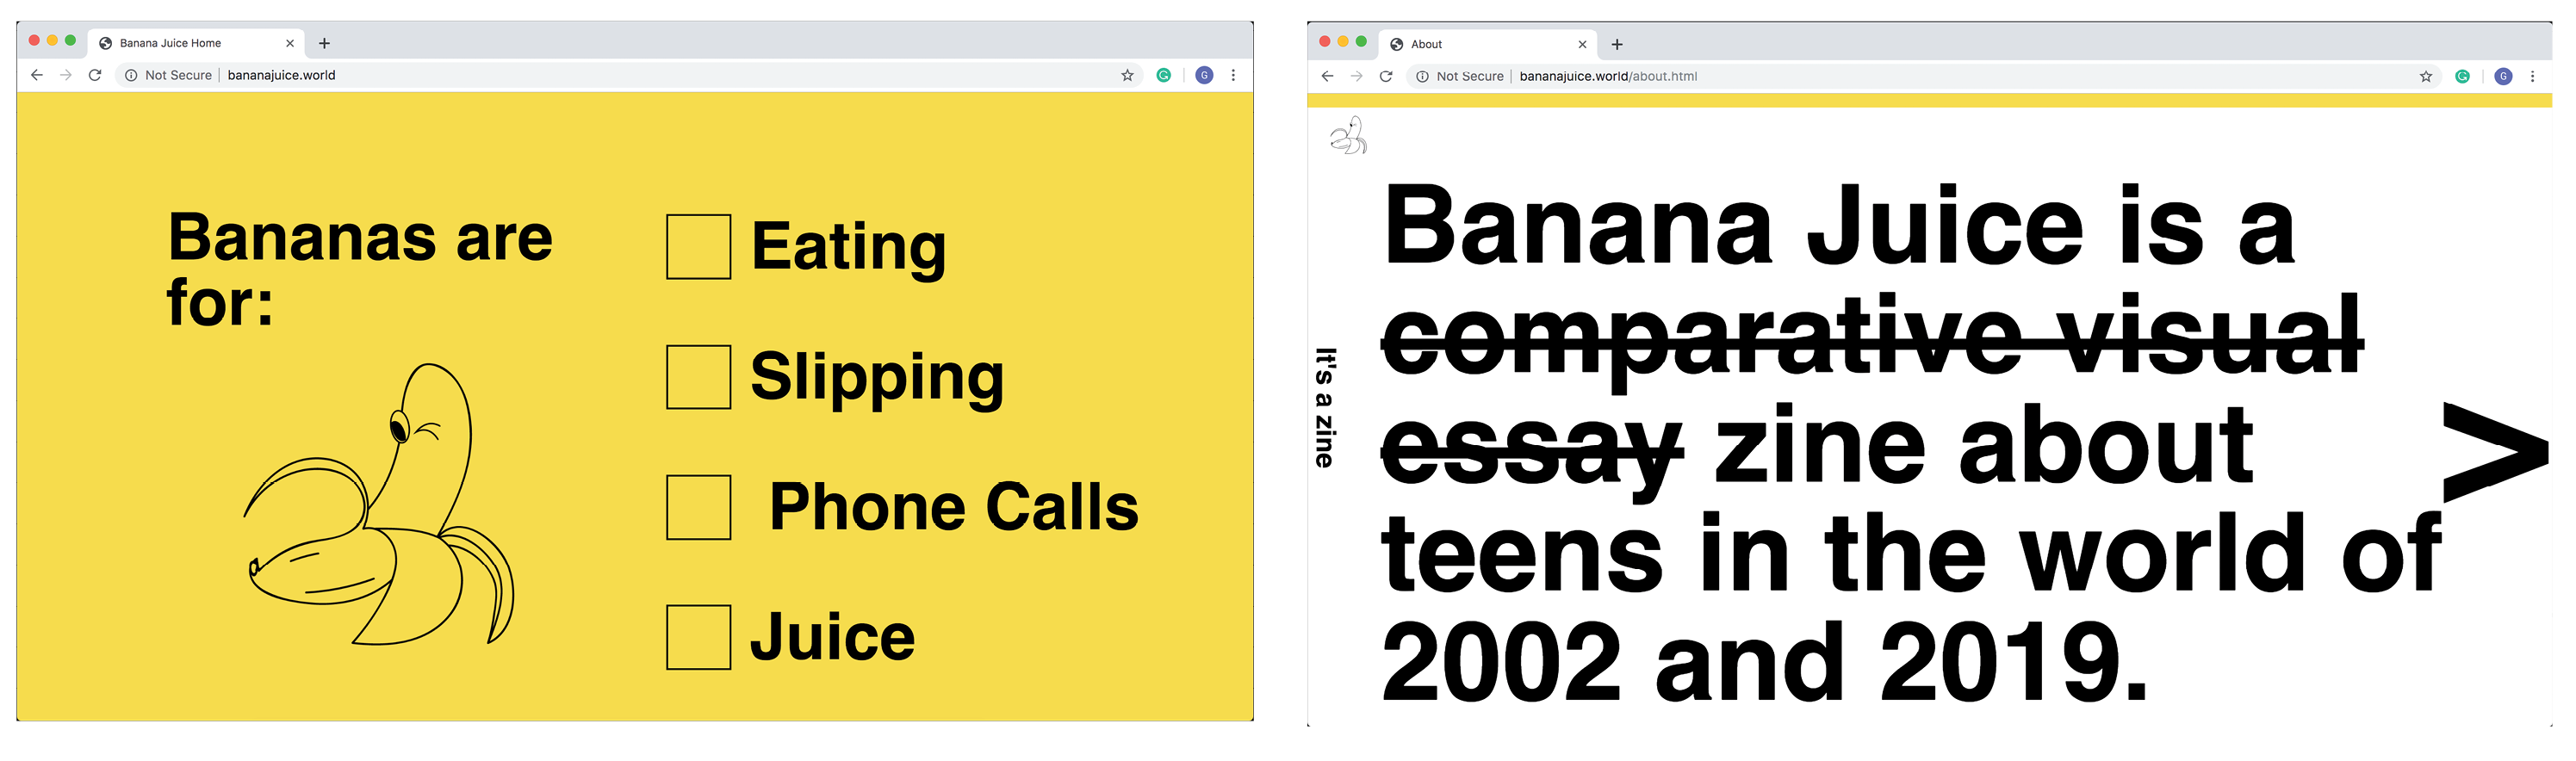 Banana Juice Home
Not Secure
bananajuice.world
G
Bananas are
for:
Eating
Slipping
Phone Calls
Juice
About
Not Secure
bananajuice.world/about.html
G
It's a zine
Banana Juice is a
comparative visual
essay zine about
teens in the world of
2002 and 2019.
>